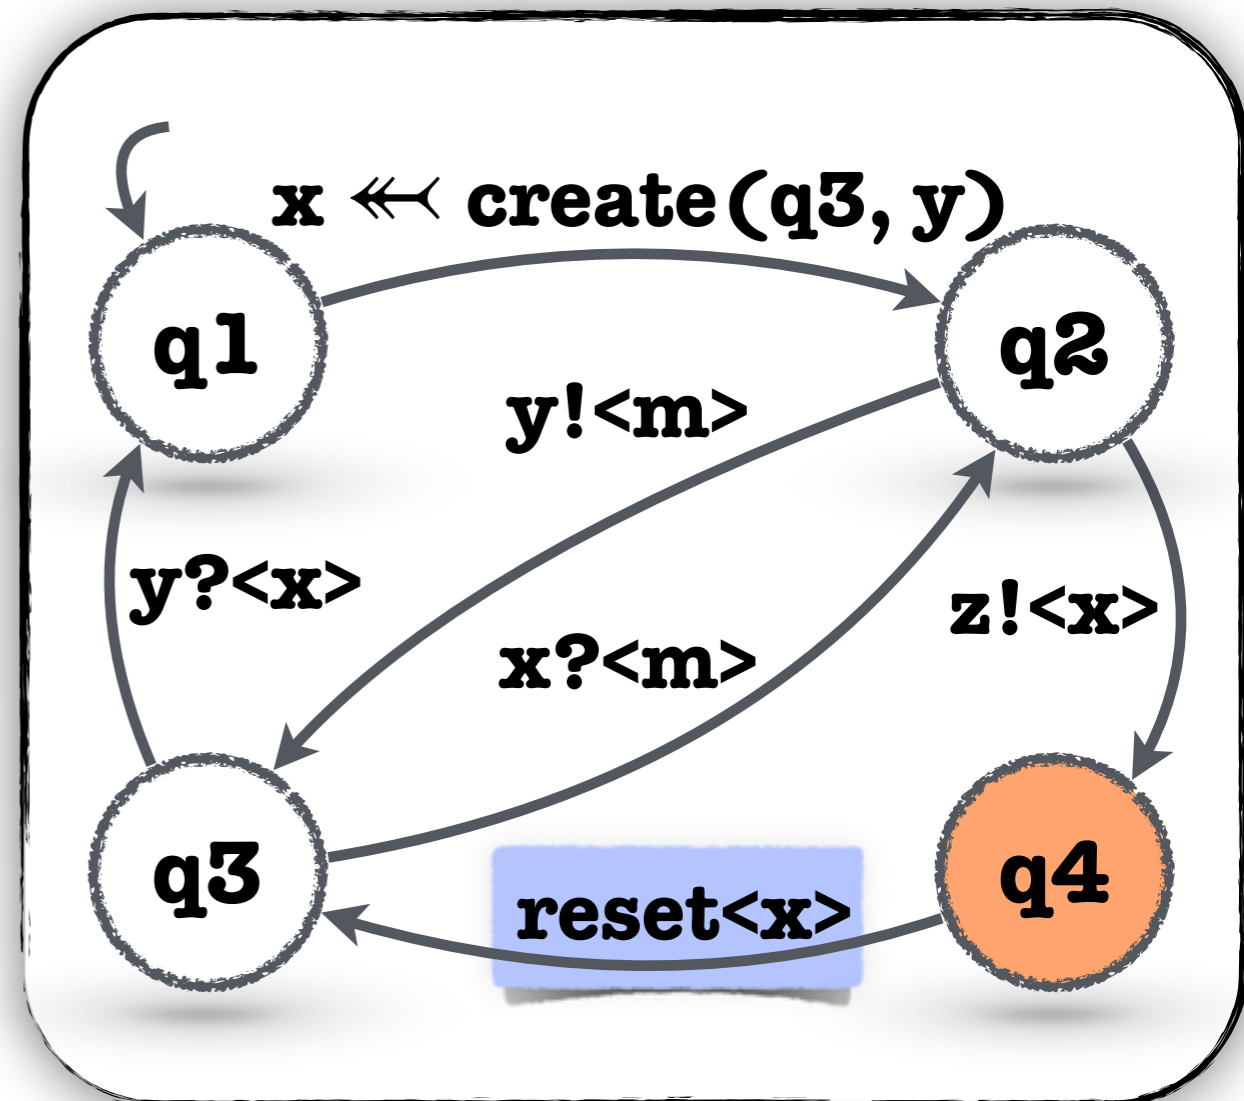 x ⬸ create(q3,y)
q1
q2
y!<m>
y?<x>
z!<x>
x?<m>
q3
reset<x>
q4